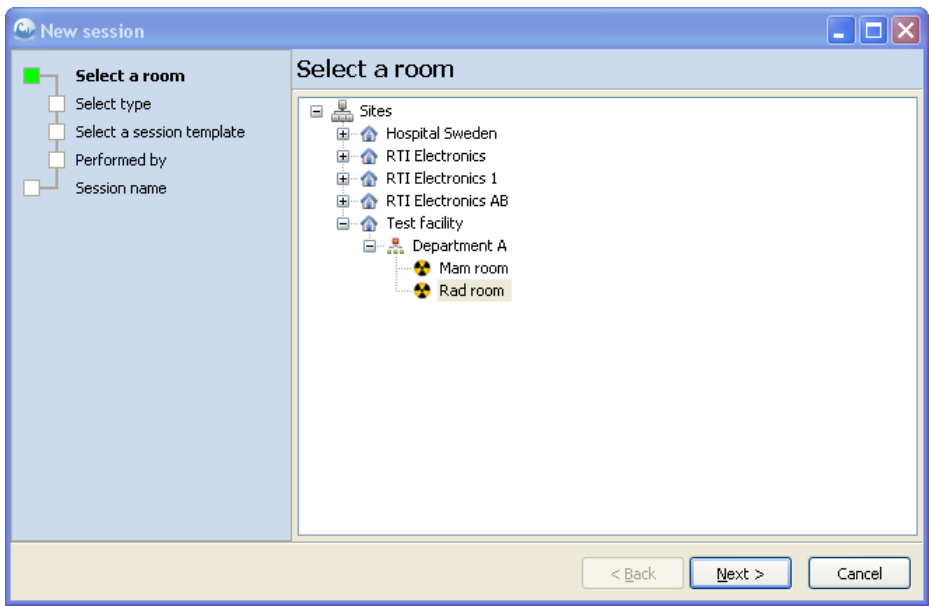 New session
Select a room
Select type
Select a session template
Performed by
Session name
Select a room
Sites
Hospital Sweden
RTI Electronics
RTI Electronics 1
RTI Electronics AB
Test facility
Department A
Mam room
Rad room
< Back Next > Cancel